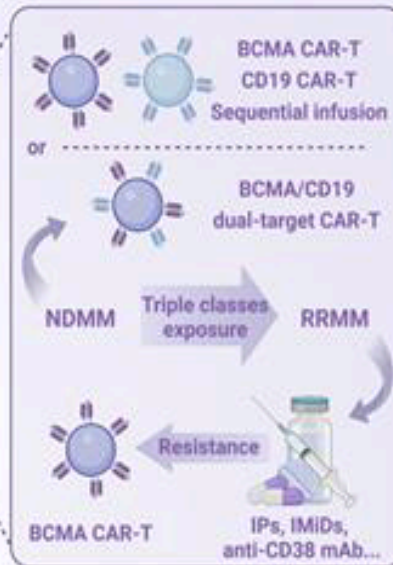 BCMA CAR-T
CD19 CAR-T
Sequential infusion
or
BCMA/CD19
dual-target CAR-T
NDMM
Triple classes
exposure
RRMM
Resistance
BCMA CAR-T
IPs, IMiDs,
anti-CD38 mAb...